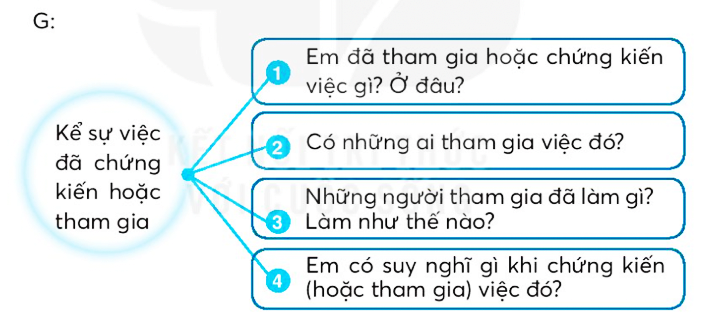 G:
Kể sự việc
đã chứng
kiến hoặc
tham gia
1 Em đã tham gia hoặc chứng kiến
việc gì? Ở đâu?
2 Có những ai tham gia việc đó?
3 Những người tham gia đã làm gì?
Làm như thế nào?
4 Em có suy nghĩ gì khi chứng kiến
(hoặc tham gia) việc đó?